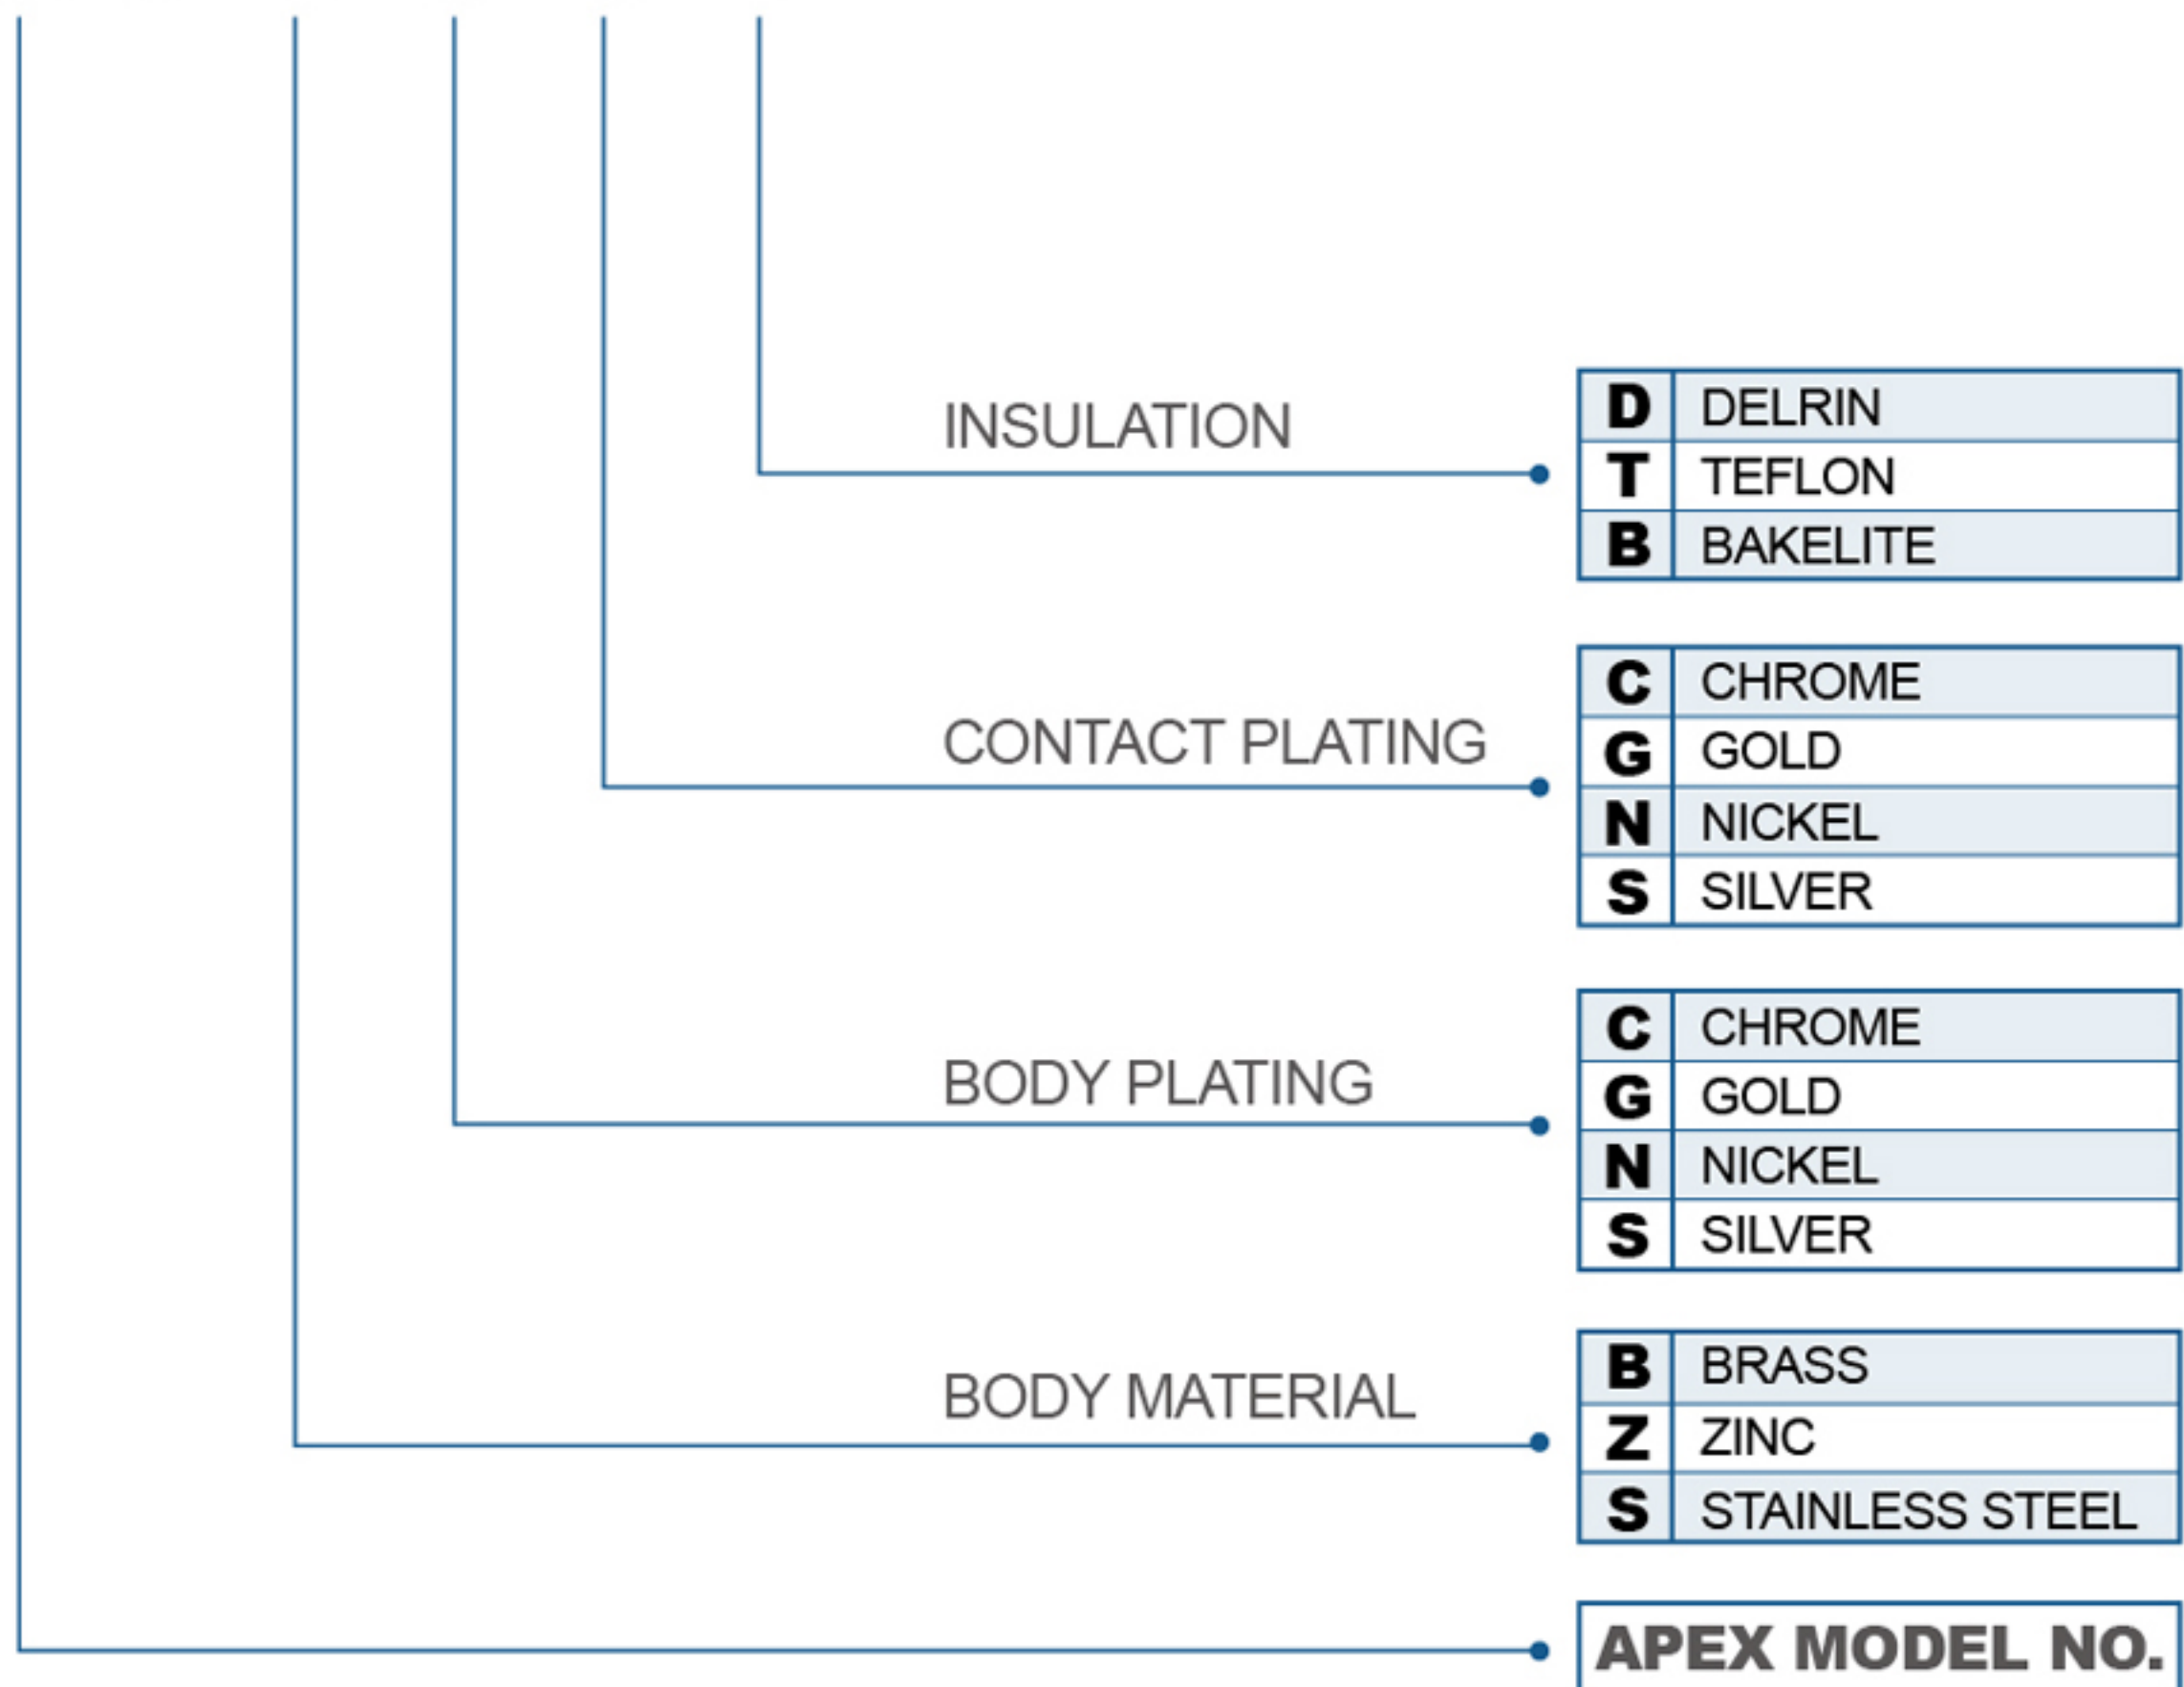 INSULATION
D DELRIN
T TEFLON
B BAKELITE
CONTACT PLATING
C CHROME
G GOLD
N NICKEL
S SILVER
BODY PLATING
C CHROME
G GOLD
N NICKEL
S SILVER
BODY MATERIAL
B BRASS
Z ZINC
S STAINLESS STEEL
APEX MODEL NO.